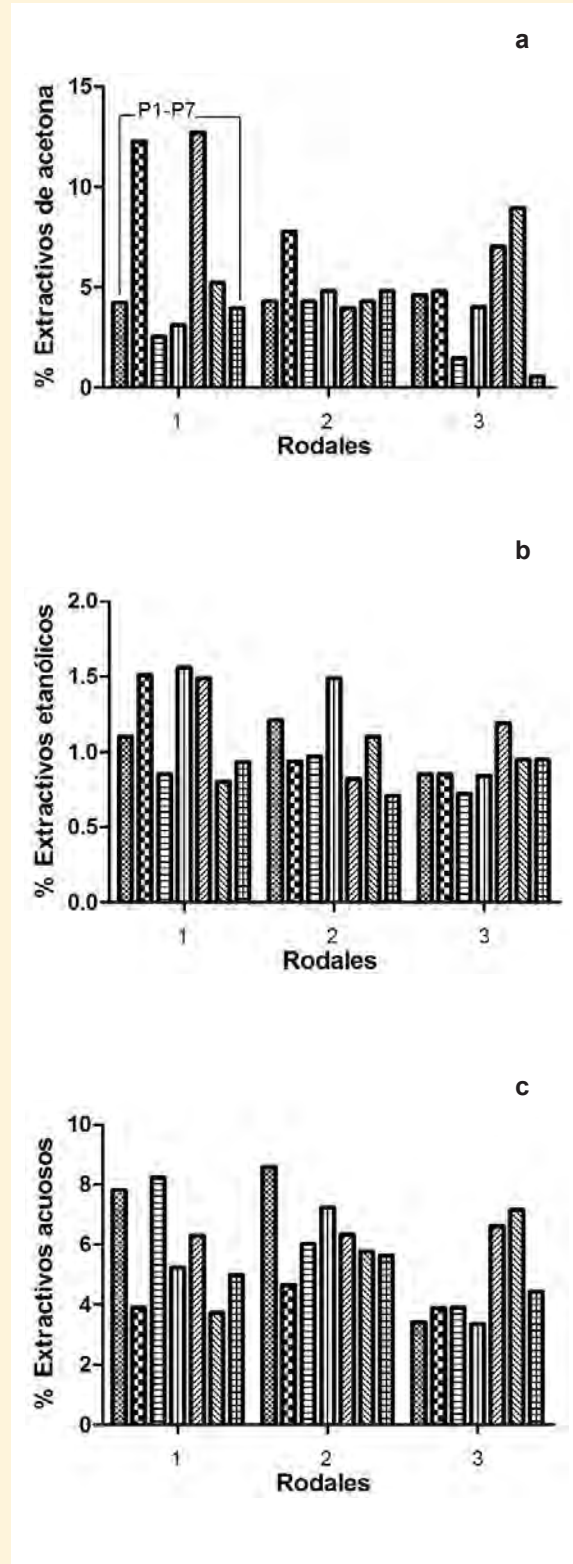 a
% Extractivos de acetona
15
10
5
0
P1-P7
1 2 3
Rodales
b
% Extractivos etanólicos
2.0
1.5
1.0
0.5
0.0
1 2 3
Rodales
c
% Extractivos acuosos
10
8
6
4
2
0
1 2 3
Rodales